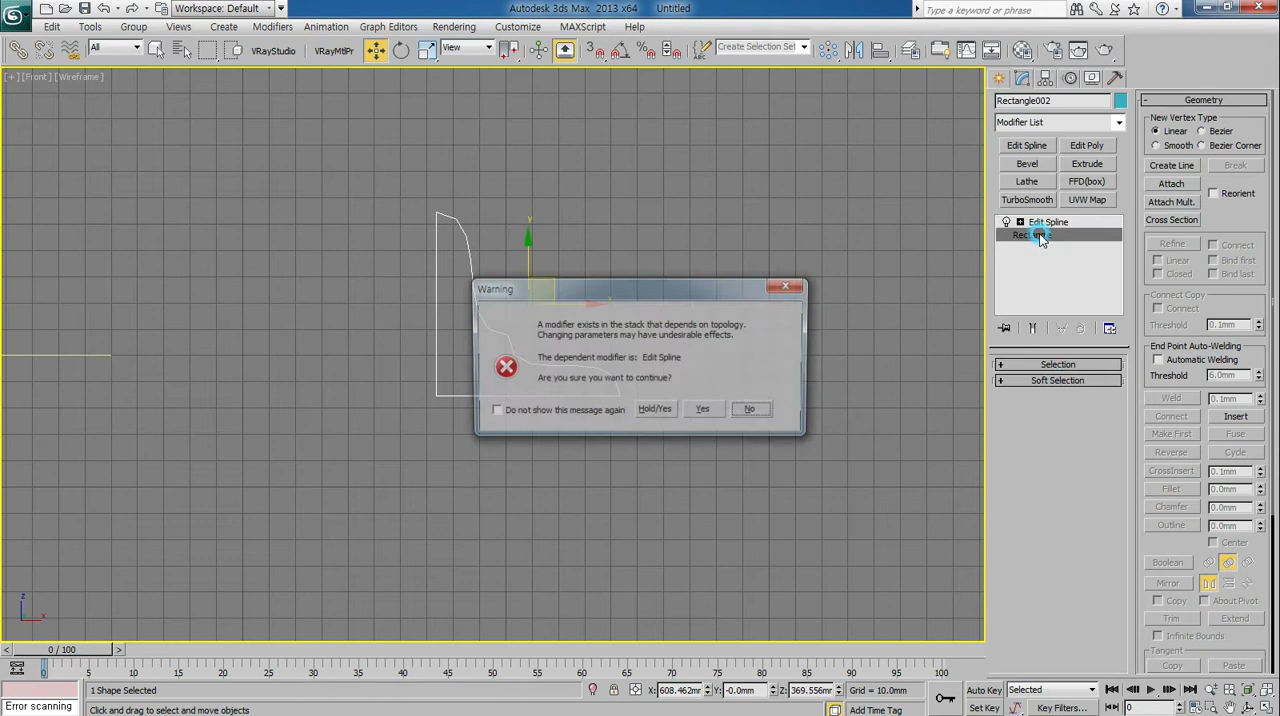 Workspace: Default
Autodesk 3ds Max 2013 x64
Untitled
Type a keyword or phrase
Edit
Tools
Group
Views
Create
Modifiers
Animation
Graph Editors
Rendering
Customize
MAXScript
Help
All
VRayStudio
VRayMtlPr
View
Create Selection Set
[+] [Front] [Wireframe]
Rectangle002
Modifier List
Edit Spline
Edit Poly
Bevel
Extrude
Lathe
FFD(box)
TurboSmooth
UVW Map
Edit Spline
Selection
Soft Selection
Geometry
New Vertex Type
Linear
Bezier
Smooth
Bezier Corner
Create Line
Break
Attach
Reorient
Attach Mult.
Cross Section
Refine
Connect
Linear
Bind first
Closed
Bind last
Connect Copy
Connect
Threshold
0.1mm
End Point Auto-Welding
Automatic Welding
Threshold
6.0mm
Weld
0.1mm
Connect
Insert
Make First
Fuse
Reverse
Cycle
CrossInsert
0.1mm
Fillet
0.0mm
Chamfer
0.0mm
Outline
0.0mm
Center
Boolean
Mirror
Copy
About Pivot
Trim
Extend
Infinite Bounds
Tangent
Copy
Paste
Warning
A modifier exists in the stack that depends on topology.
Changing parameters may have undesirable effects.
The dependent modifier is: Edit Spline
Are you sure you want to continue?
Do not show this message again
Hold/Yes
Yes
No
y
z
x
0 / 100
0 5 10 15 20 25 30 35 40 45 50 55 60 65 70 75 80 85 90 95 100
1 Shape Selected
X: 608.462mm
Y: -0.0mm
Z: 369.556mm
Grid = 10.0mm
Auto Key
Selected
Error scanning
Click and drag to select and move objects
Add Time Tag
Set Key
Key Filters...
0